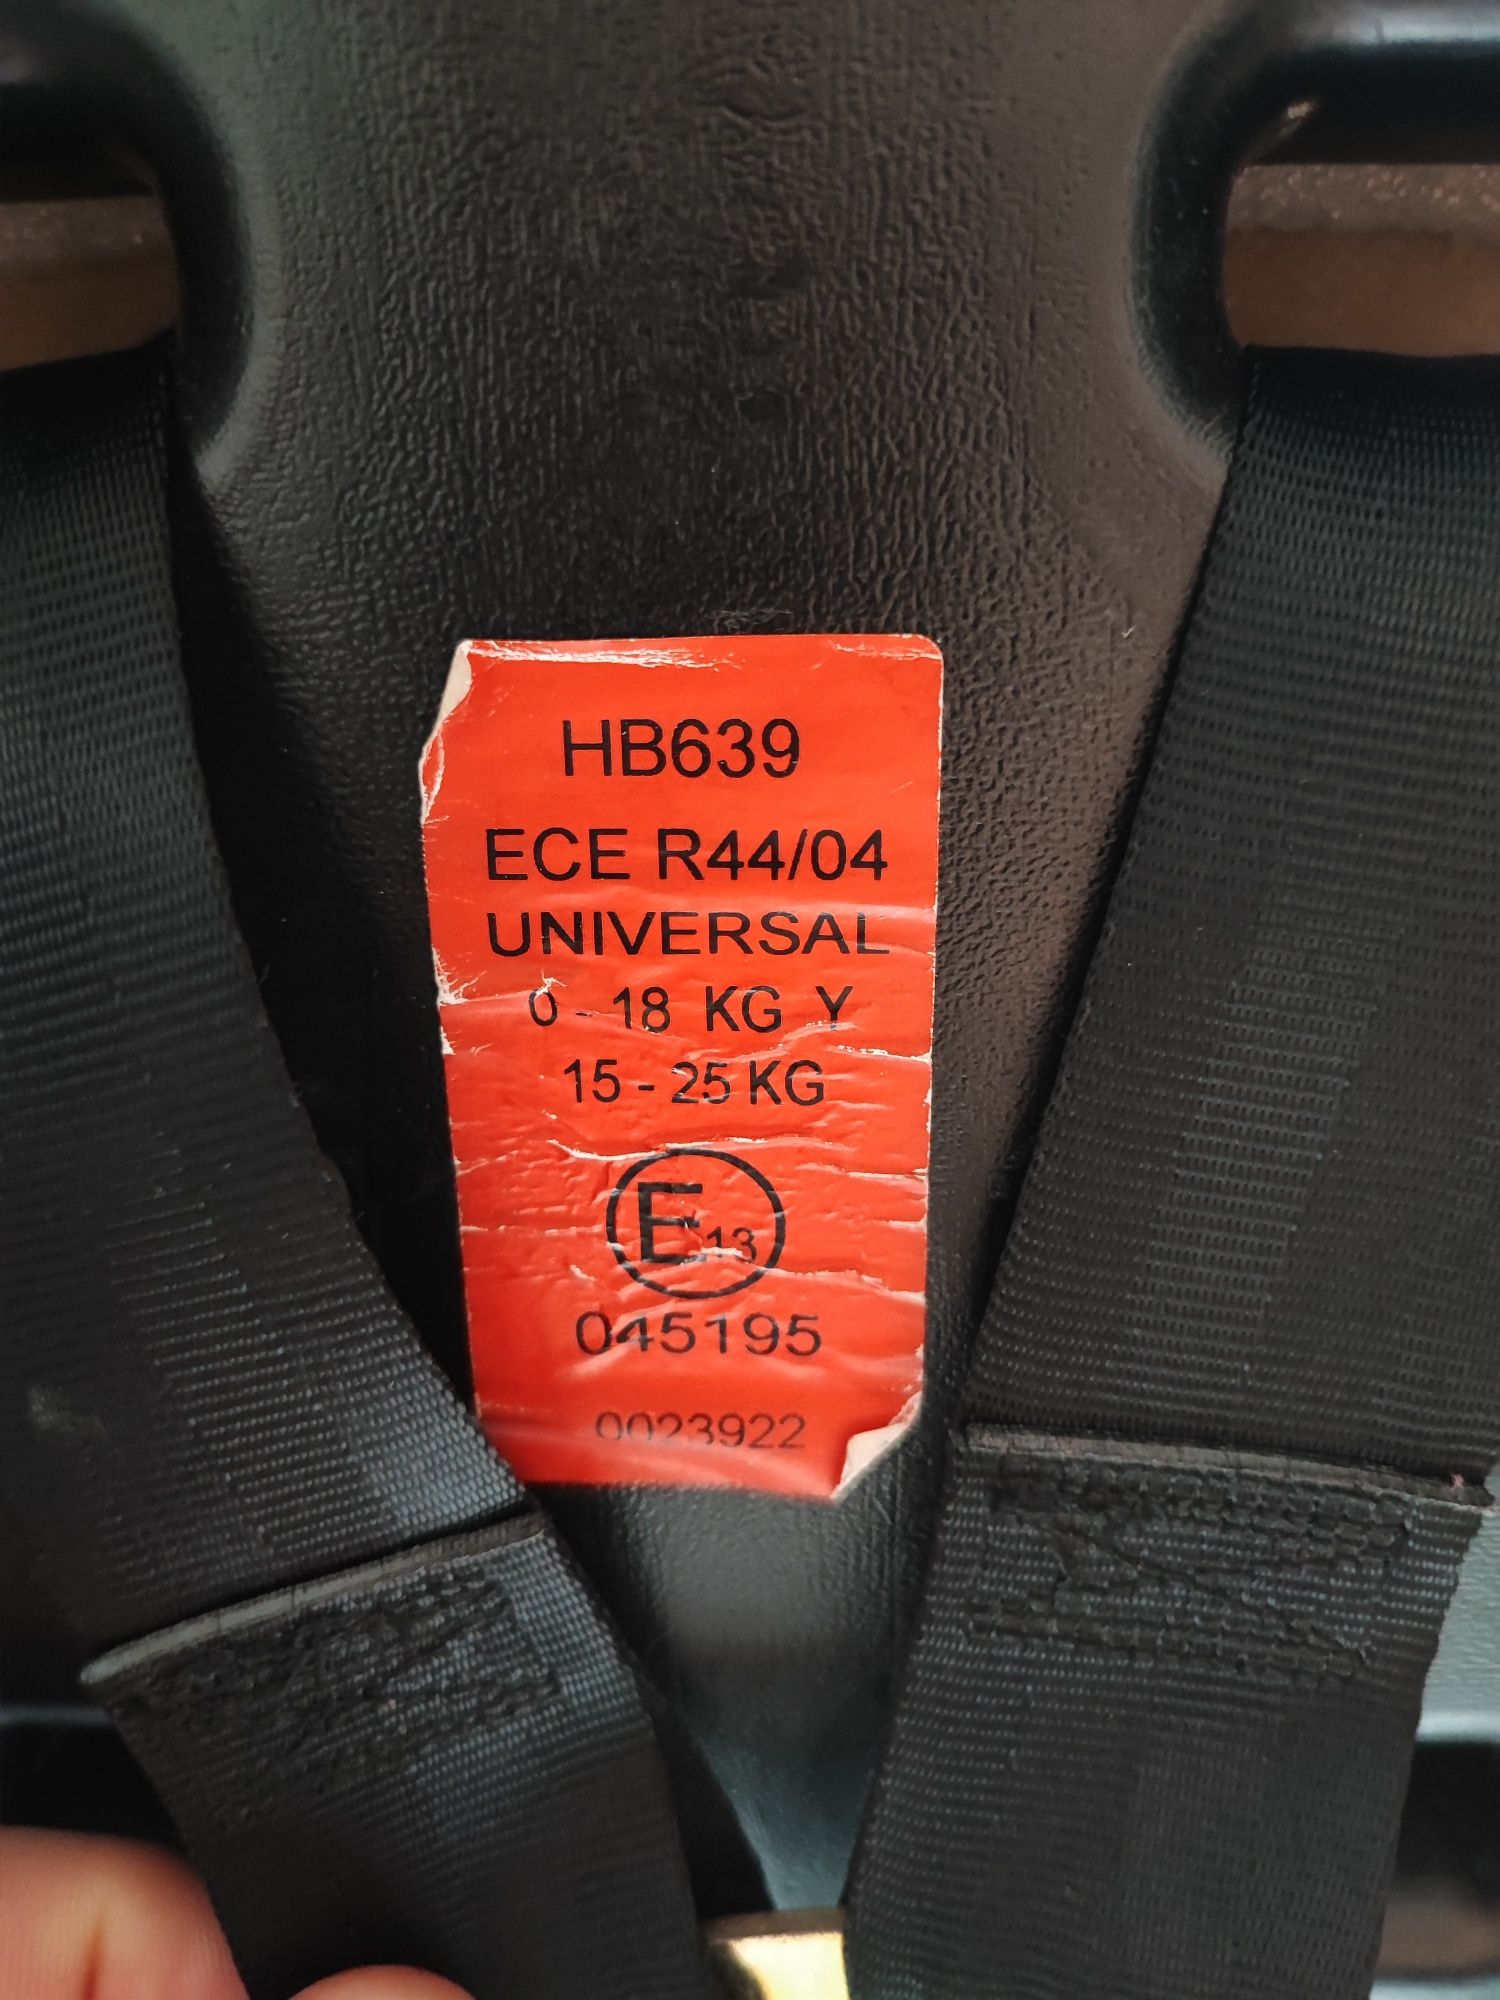 HB639
ECE R44/04
UNIVERSAL
0 - 18 KG Y
15 - 25 KG
E 13
045195
0023922